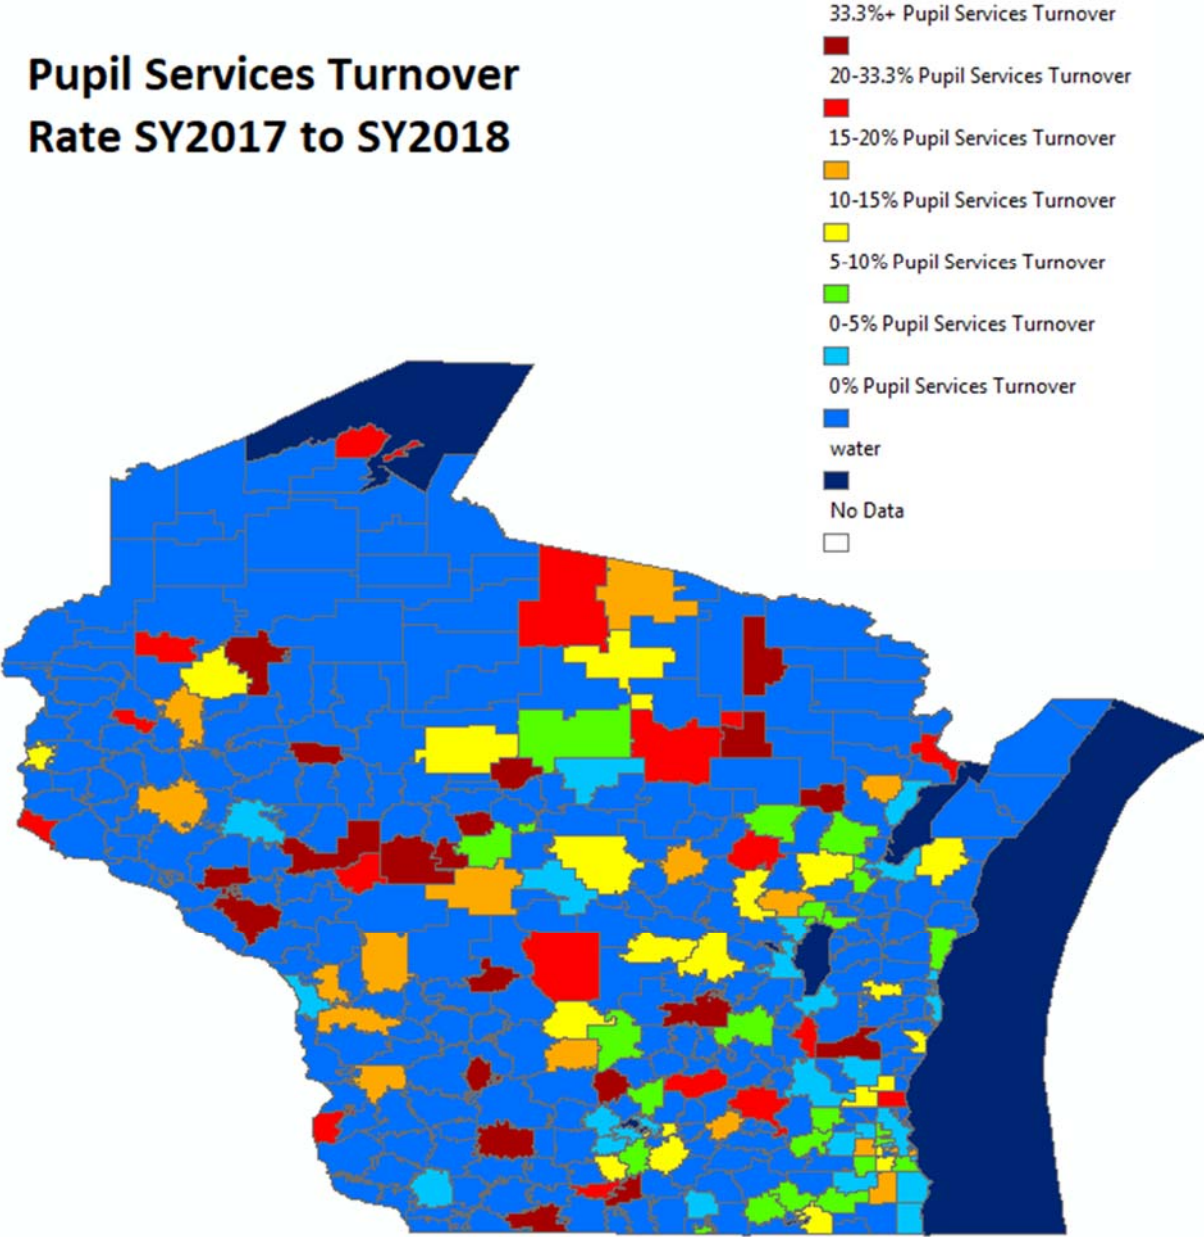 Pupil Services Turnover
Rate SY2017 to SY2018
33.3%+ Pupil Services Turnover
20-33.3% Pupil Services Turnover
15-20% Pupil Services Turnover
10-15% Pupil Services Turnover
5-10% Pupil Services Turnover
0-5% Pupil Services Turnover
0% Pupil Services Turnover
water
No Data